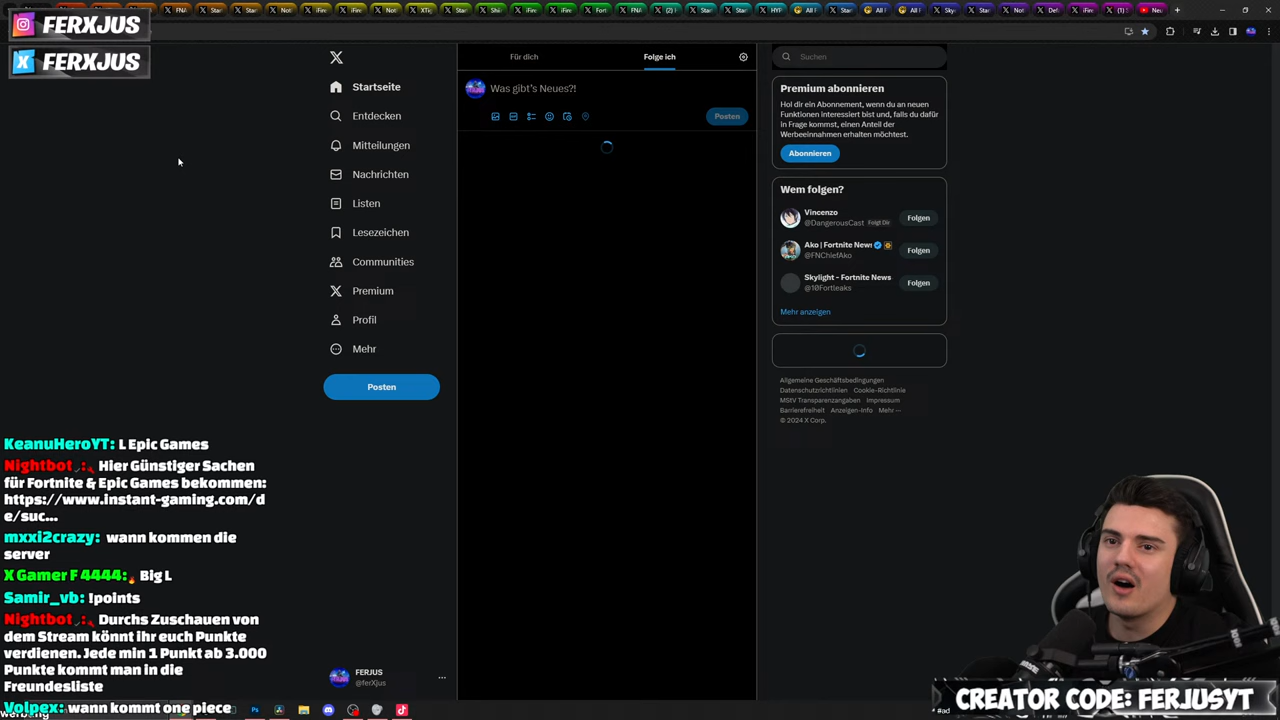 FERXJUS
FERXJUS
Startseite
Entdecken
Mitteilungen
Nachrichten
Listen
Lesezeichen
Communities
Premium
Profil
Mehr
Posten
FERJUS
@ferXjus
Für dich
Folge ich
Was gibt's Neues?!
Posten
Suchen
Premium abonnieren
Hol dir ein Abonnement, wenn du an neuen
Funktionen interessiert bist und, falls du dafür
in Frage kommst, einen Anteil der
Werbeeinnahmen erhalten möchtest.
Abonnieren
Wem folgen?
Vincenzo
@DangerousCast Folgt Dir
Folgen
Ako | Fortnite News
@FNChiefAko
Folgen
Skylight - Fortnite News
@10Fortleaks
Folgen
Mehr anzeigen
Allgemeine Geschäftsbedingungen
Datenschutzrichtlinien Cookie-Richtlinie
MStV Transparenzangaben Impressum
Barrierefreiheit Anzeigen-Info Mehr
© 2024 X Corp.
KeanuHeroYT: L Epic Games
Nightbot: Hier Günstiger Sachen
für Fortnite & Epic Games bekommen:
https://www.instant-gaming.com/d
e/suc...
mxxi2crazy: wann kommen die
server
X Gamer F 4444: Big L
Samir_vb: !points
Nightbot: Durchs Zuschauen von
dem Stream könnt ihr euch Punkte
verdienen. Jede min 1 Punkt ab 3.000
Punkte kommt man in die
Freundesliste
Volpex: wann kommt one piece
Werbung
#ad
CREATOR CODE: FERJUSYT